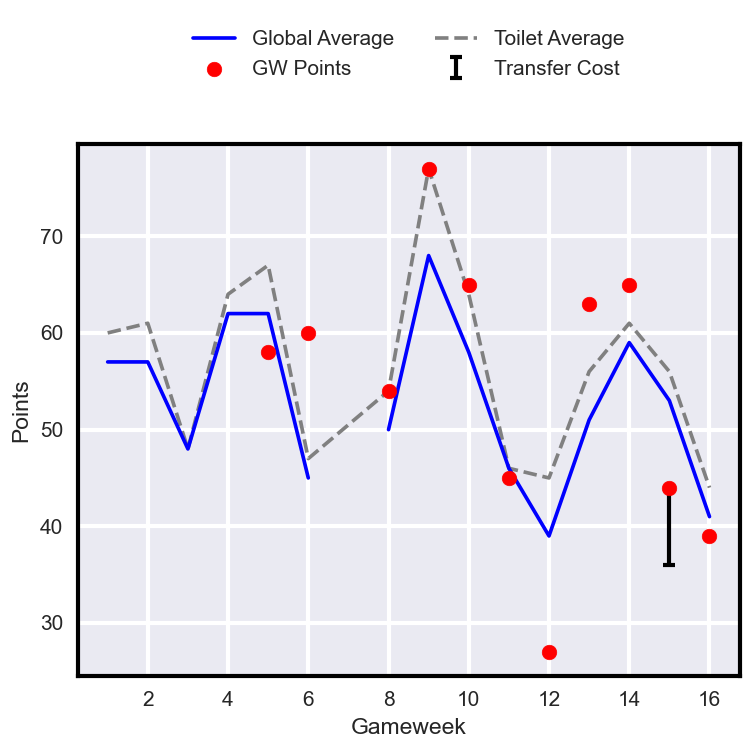 Global Average
Toilet Average
GW Points
Transfer Cost
70
60
50
40
30
Points
2 4 6 8 10 12 14 16
Gameweek